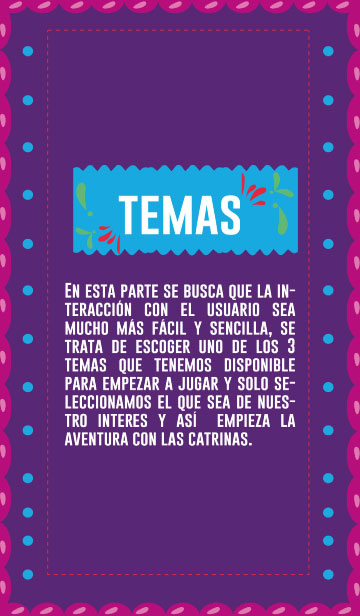 TEMAS
EN ESTA PARTE SE BUSCA QUE LA IN-
TERACCIÓN CON EL USUARIO SEA
MUCHO MÁS FÁCIL Y SENCILLA, SE
TRATA DE ESCOGER UNO DE LOS 3
TEMAS QUE TENEMOS DISPONIBLE
PARA EMPEZAR A JUGAR Y SOLO SE-
LECCIONAMOS EL QUE SEA DE NUES-
TRO INTERES Y ASÍ EMPIEZA LA
AVENTURA CON LAS CATRINAS.